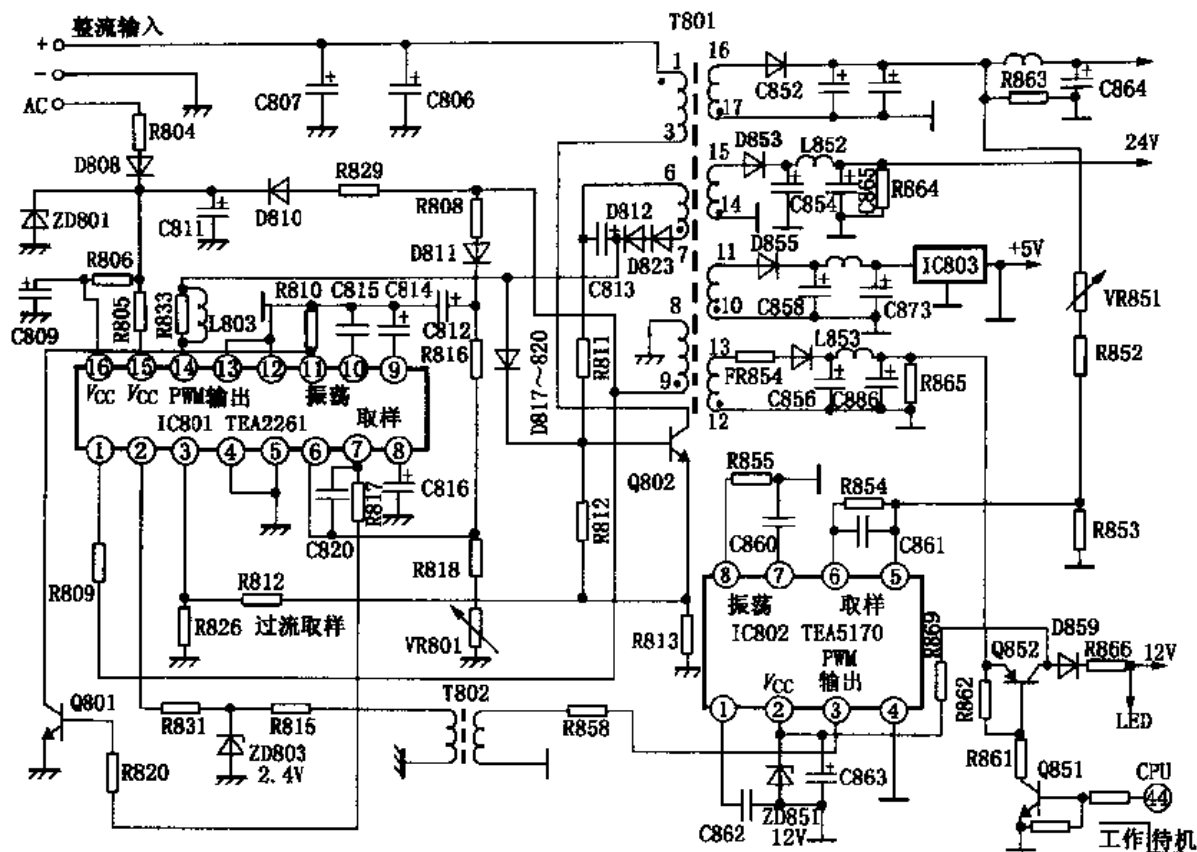 整流输入
T801
+
-
AC
1
3
16
17
C807
C806
C852
R863
C864
R804
D808
R829
D810
R808
C811
ZD801
D811
6
7
D812
D823
C813
15
14
D853
L852
C854
C865
R864
24V
R806
C809
R805
R833
L803
R810
C815
C814
C812
R816
D817～820
R811
8
9
11
10
D855
C858
C873
IC803
+5V
VR851
R852
13
12
FR854
L853
C856
C886
R865
16
15
14
13
12
11
10
9
VCC
VCC
PWM输出
振荡
取样
IC801 TEA2261
1
2
3
4
5
6
7
8
C820
R817
C816
R818
VR801
R812
Q802
R855
C860
R854
C861
R853
R809
R812
R826
过流取样
R813
8
7
6
5
振荡
取样
IC802 TEA5170
PWM
VCC
输出
1
2
3
4
R869
Q852
D859
R866
12V
LED
R862
R861
Q801
R831
R815
ZD803
2.4V
R820
T802
R858
C862
ZD851
12V
C863
Q851
CPU
44
工作
待机